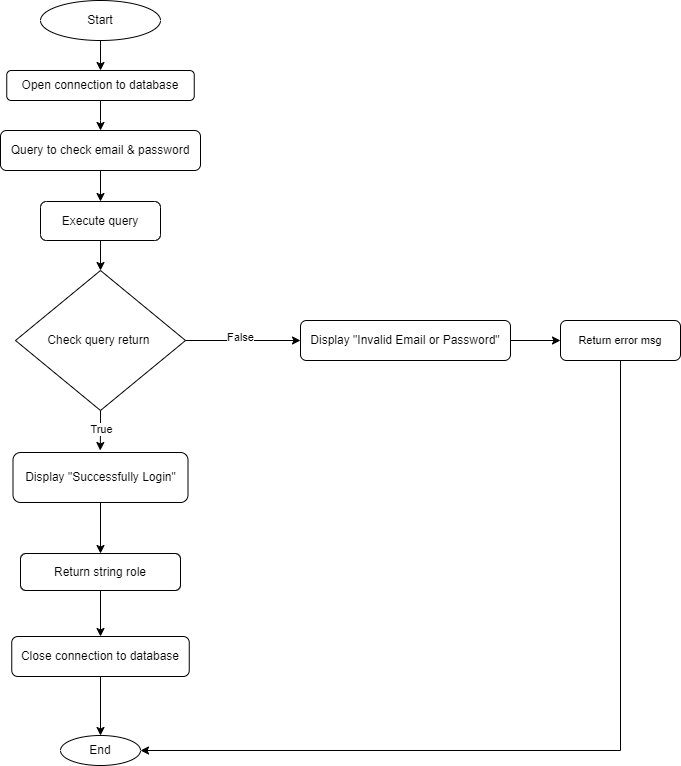 Start
Open connection to database
Query to check email & password
Execute query
Check query return
False
Display "Invalid Email or Password"
Return error msg
True
Display "Successfully Login"
Return string role
Close connection to database
End